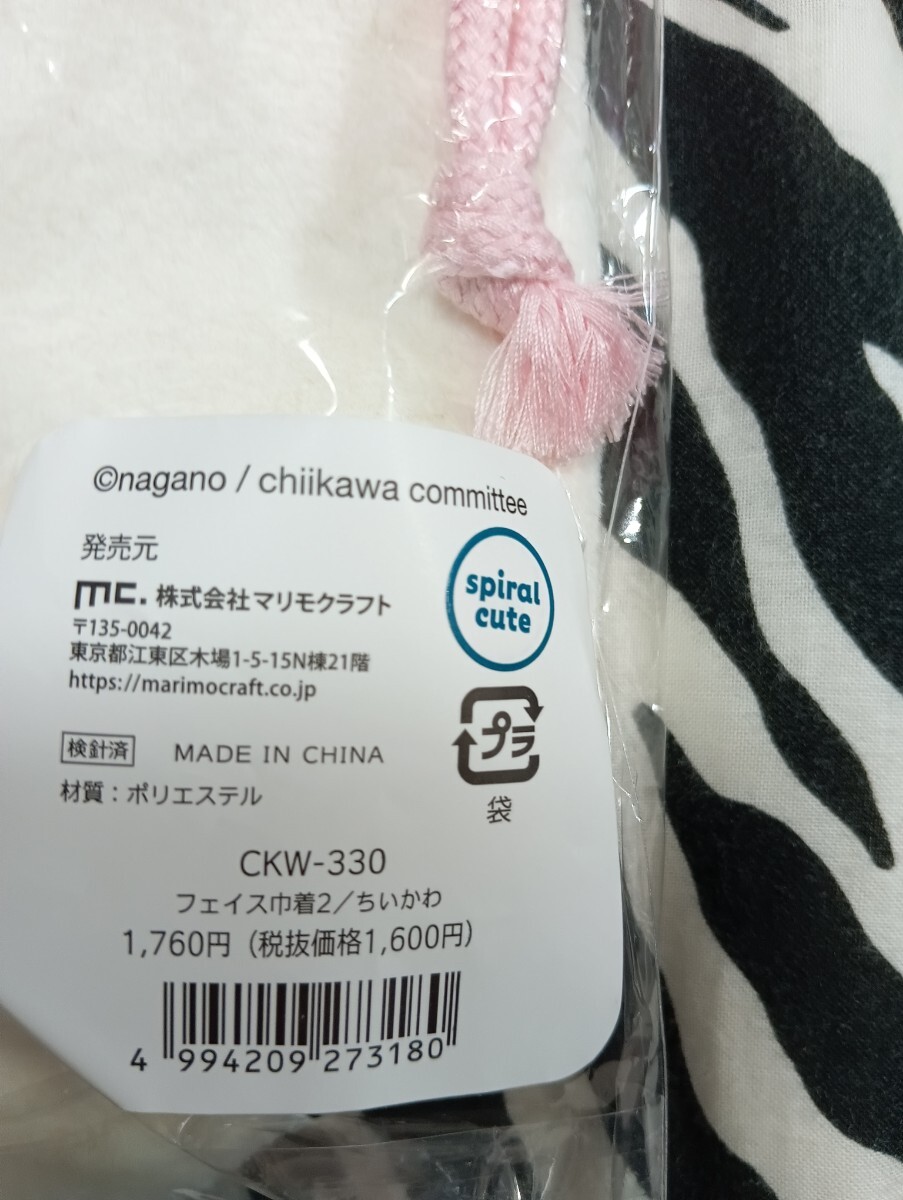 ©nagano / chiikawa committee
発売元
mc. 株式会社マリモクラフト
〒135-0042
東京都江東区木場1-5-15N棟21階
https://marimocraft.co.jp
spiral
cute
検針済 MADE IN CHINA
プラ
袋
材質：ポリエステル
CKW-330
フェイス巾着2／ちいかわ
1,760円（税抜価格1,600円）
4 994209 273180